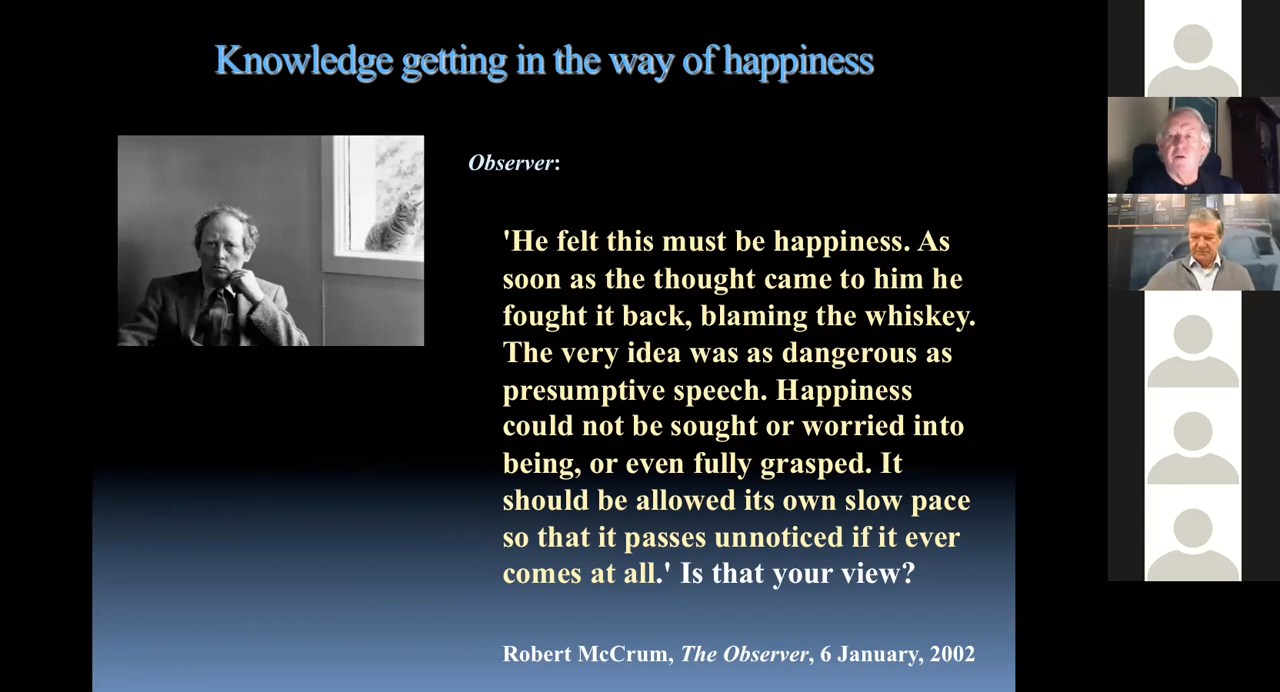 Knowledge getting in the way of happiness
Observer:
'He felt this must be happiness. As
soon as the thought came to him he
fought it back, blaming the whiskey.
The very idea was as dangerous as
presumptive speech. Happiness
could not be sought or worried into
being, or even fully grasped. It
should be allowed its own slow pace
so that it passes unnoticed if it ever
comes at all.' Is that your view?
Robert McCrum, The Observer, 6 January, 2002